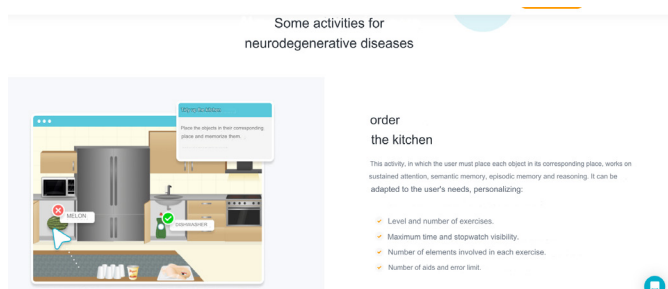 Some activities for
neurodegenerative diseases
Tidy up the kitchen
Place the objects in their corresponding
place and memorize them.
MELON
DISHWASHER
order
the kitchen
This activity, in which the user must place each object in its corresponding place, works on
sustained attention, semantic memory, episodic memory and reasoning. It can be
adapted to the user's needs, personalizing:
Level and number of exercises.
Maximum time and stopwatch visibility.
Number of elements involved in each exercise.
Number of aids and error limit.